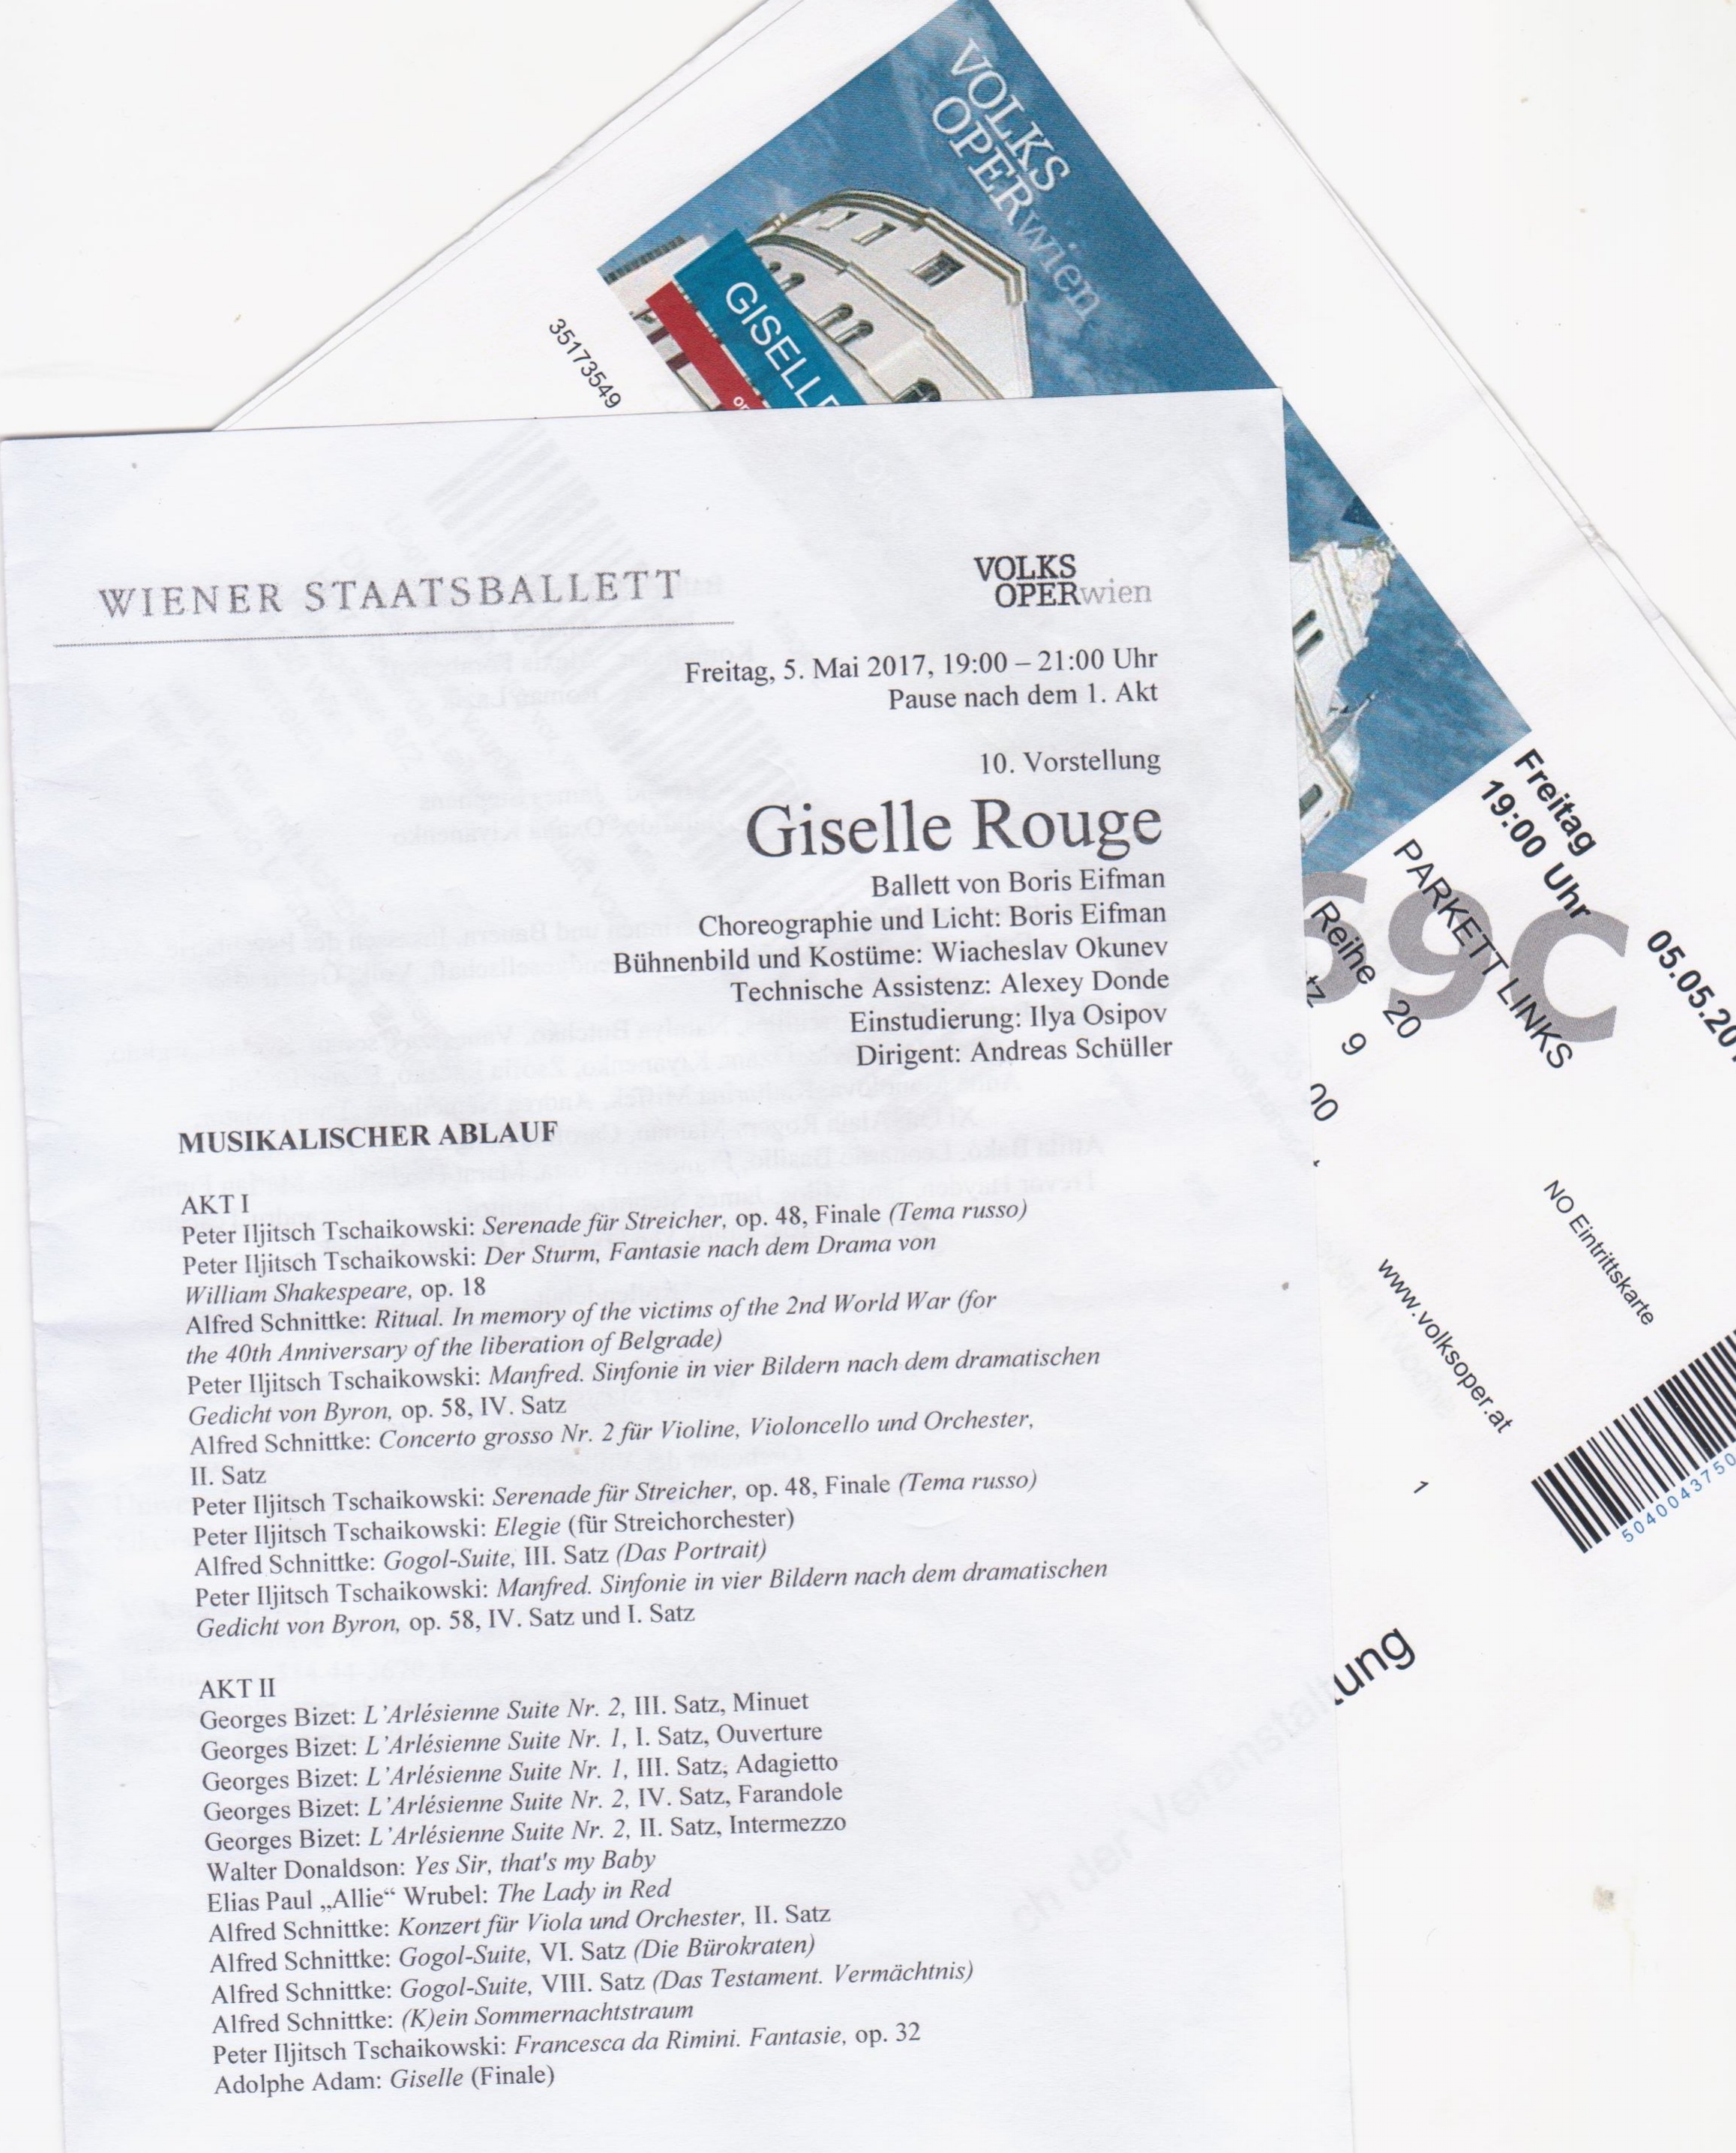 VOLKS
OPERwien
GISELLE
35173549
WIENER STAATSBALLETT
VOLKS
OPERwien
Freitag, 5. Mai 2017, 19:00 – 21:00 Uhr
Pause nach dem 1. Akt
10. Vorstellung
Giselle Rouge
Ballett von Boris Eifman
Choreographie und Licht: Boris Eifman
Bühnenbild und Kostüme: Wiacheslav Okunev
Technische Assistenz: Alexey Donde
Einstudierung: Ilya Osipov
Dirigent: Andreas Schüller
MUSIKALISCHER ABLAUF
AKT I
Peter Iljitsch Tschaikowski: Serenade für Streicher, op. 48, Finale (Tema russo)
Peter Iljitsch Tschaikowski: Der Sturm, Fantasie nach dem Drama von
William Shakespeare, op. 18
Alfred Schnittke: Ritual. In memory of the victims of the 2nd World War (for
the 40th Anniversary of the liberation of Belgrade)
Peter Iljitsch Tschaikowski: Manfred. Sinfonie in vier Bildern nach dem dramatischen
Gedicht von Byron, op. 58, IV. Satz
Alfred Schnittke: Concerto grosso Nr. 2 für Violine, Violoncello und Orchester,
II. Satz
Peter Iljitsch Tschaikowski: Serenade für Streicher, op. 48, Finale (Tema russo)
Peter Iljitsch Tschaikowski: Elegie (für Streichorchester)
Alfred Schnittke: Gogol-Suite, III. Satz (Das Portrait)
Peter Iljitsch Tschaikowski: Manfred. Sinfonie in vier Bildern nach dem dramatischen
Gedicht von Byron, op. 58, IV. Satz und I. Satz
AKT II
Georges Bizet: L'Arlésienne Suite Nr. 2, III. Satz, Minuet
Georges Bizet: L'Arlésienne Suite Nr. 1, I. Satz, Ouverture
Georges Bizet: L'Arlésienne Suite Nr. 1, III. Satz, Adagietto
Georges Bizet: L'Arlésienne Suite Nr. 2, IV. Satz, Farandole
Georges Bizet: L'Arlésienne Suite Nr. 2, II. Satz, Intermezzo
Walter Donaldson: Yes Sir, that's my Baby
Elias Paul „Allie“ Wrubel: The Lady in Red
Alfred Schnittke: Konzert für Viola und Orchester, II. Satz
Alfred Schnittke: Gogol-Suite, VI. Satz (Die Bürokraten)
Alfred Schnittke: Gogol-Suite, VIII. Satz (Das Testament. Vermächtnis)
Alfred Schnittke: (K)ein Sommernachtstraum
Peter Iljitsch Tschaikowski: Francesca da Rimini. Fantasie, op. 32
Adolphe Adam: Giselle (Finale)
Freitag
19:00 Uhr
05.05.201
69C
PARKETT LINKS
Reihe 20
tz 9
00
NO Eintrittskarte
www.volksoper.at
1
5040043750
ch der Veranstaltung